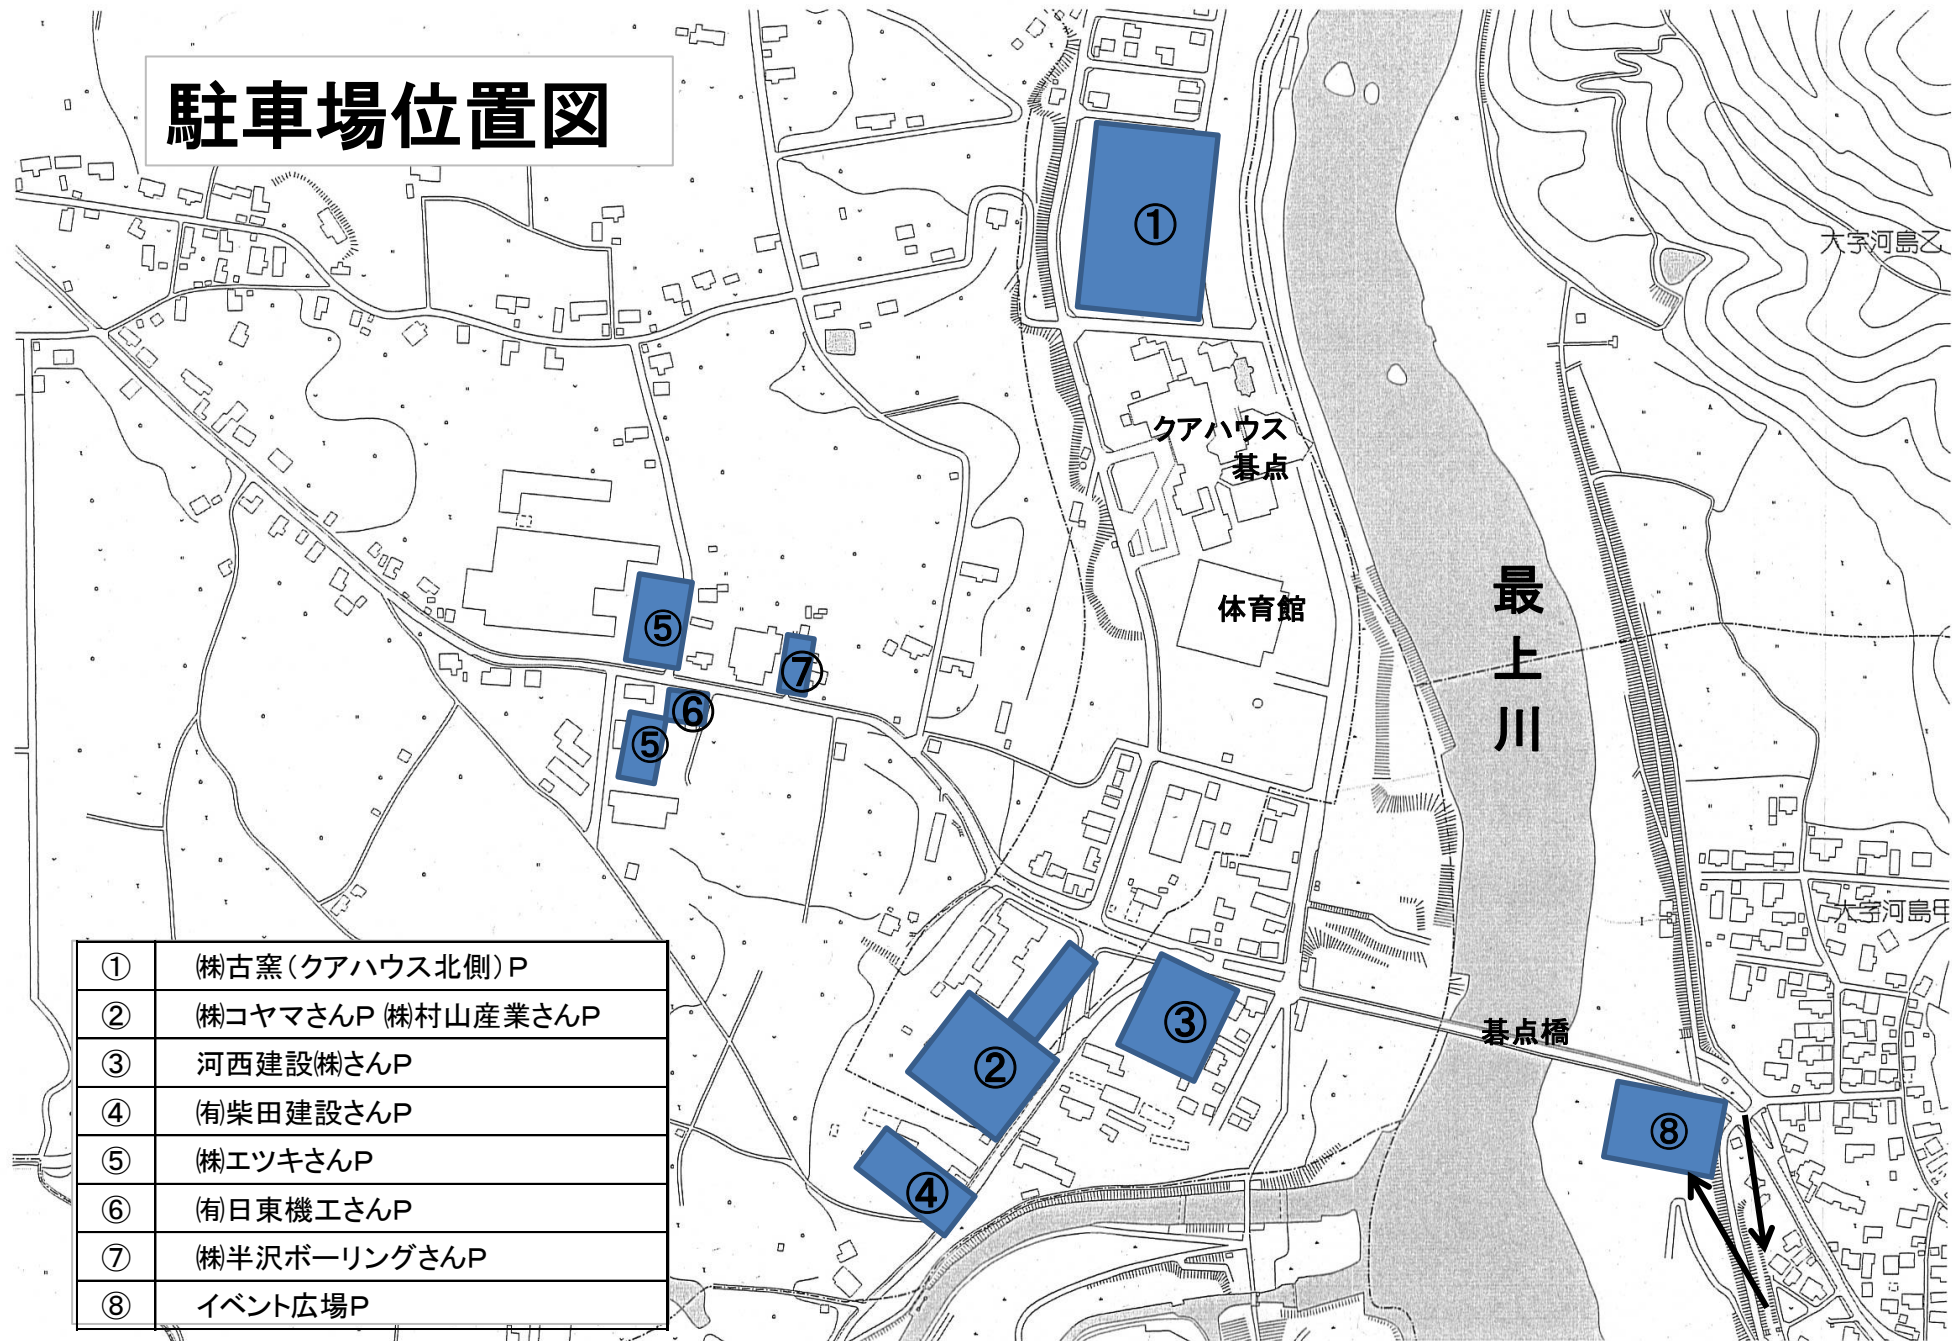 駐車場位置図
①
大字河島乙
クアハウス
碁点
体育館
最上川
⑤
⑦
⑥
⑤
大字河島甲
③
②
碁点橋
⑧
④
① ㈱古窯（クアハウス北側）P
② ㈱コヤマさんP ㈱村山産業さんP
③ 河西建設㈱さんP
④ ㈲柴田建設さんP
⑤ ㈱エツキさんP
⑥ ㈲日東機工さんP
⑦ ㈱半沢ボーリングさんP
⑧ イベント広場P